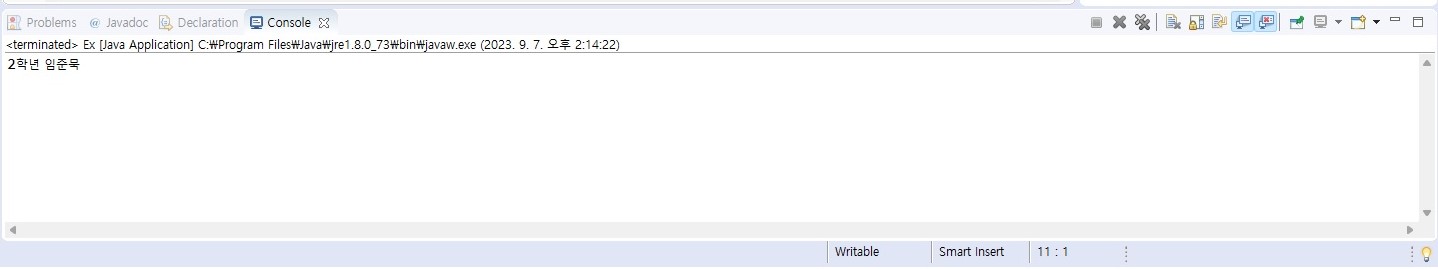 Problems @ Javadoc Declaration Console
<terminated> Ex [Java Application] C:₩Program Files₩Java₩jre1.8.0_73₩bin₩javaw.exe (2023. 9. 7. 오후 2:14:22)
2학년 임준묵
Writable Smart Insert 11 : 1